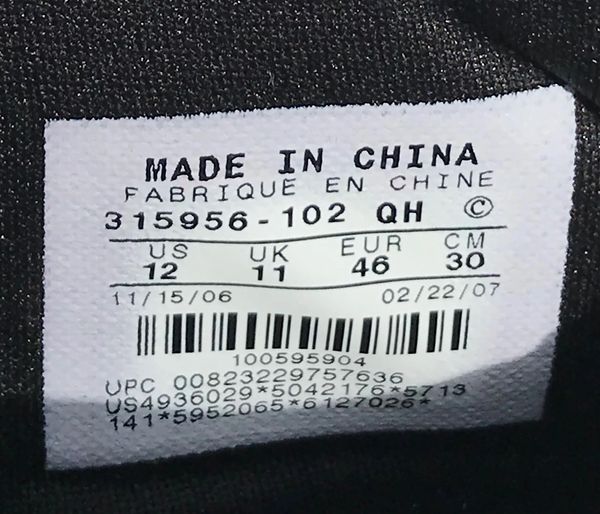 MADE IN CHINA
FABRIQUE EN CHINE
315956-102 QH ©
US UK EUR CM
12 11 46 30
11/15/06 02/22/07
100595904
UPC 00823229757636
US4936029*5042176*5713
141*5952065*6127026*